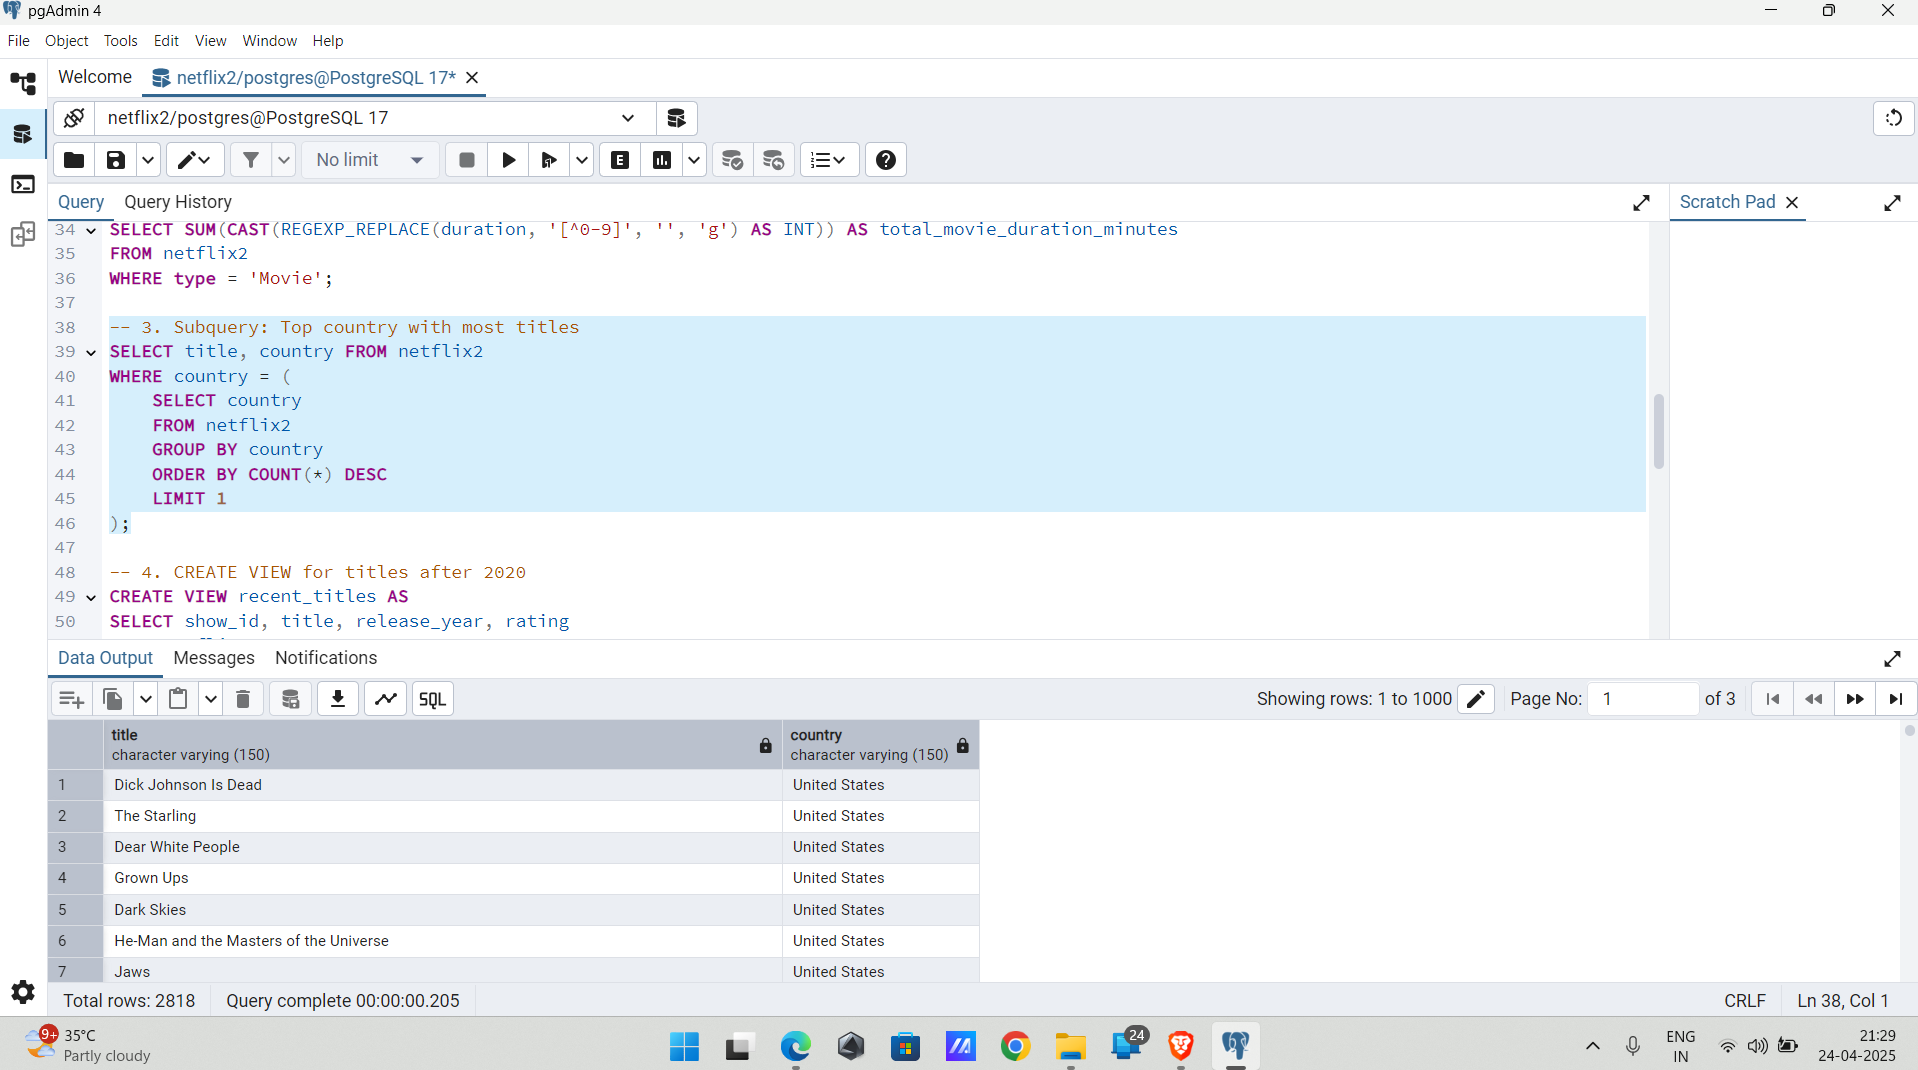 pgAdmin 4
File Object Tools Edit View Window Help
Welcome netflix2/postgres@PostgreSQL 17*
netflix2/postgres@PostgreSQL 17
No limit
E
Query Query History
Scratch Pad
34 SELECT SUM(CAST(REGEXP_REPLACE(duration, '[^0-9]', '', 'g') AS INT)) AS total_movie_duration_minutes
35 FROM netflix2
36 WHERE type = 'Movie';
37
38 -- 3. Subquery: Top country with most titles
39 SELECT title, country FROM netflix2
40 WHERE country = (
41 SELECT country
42 FROM netflix2
43 GROUP BY country
44 ORDER BY COUNT(*) DESC
45 LIMIT 1
46 );
47
48 -- 4. CREATE VIEW for titles after 2020
49 CREATE VIEW recent_titles AS
50 SELECT show_id, title, release_year, rating
Data Output Messages Notifications
SQL
Showing rows: 1 to 1000 Page No: 1 of 3
title country
character varying (150) character varying (150)
1 Dick Johnson Is Dead United States
2 The Starling United States
3 Dear White People United States
4 Grown Ups United States
5 Dark Skies United States
6 He-Man and the Masters of the Universe United States
7 Jaws United States
Total rows: 2818 Query complete 00:00:00.205 CRLF Ln 38, Col 1
9+ 35°C
Partly cloudy
24
ENG
IN
21:29
24-04-2025